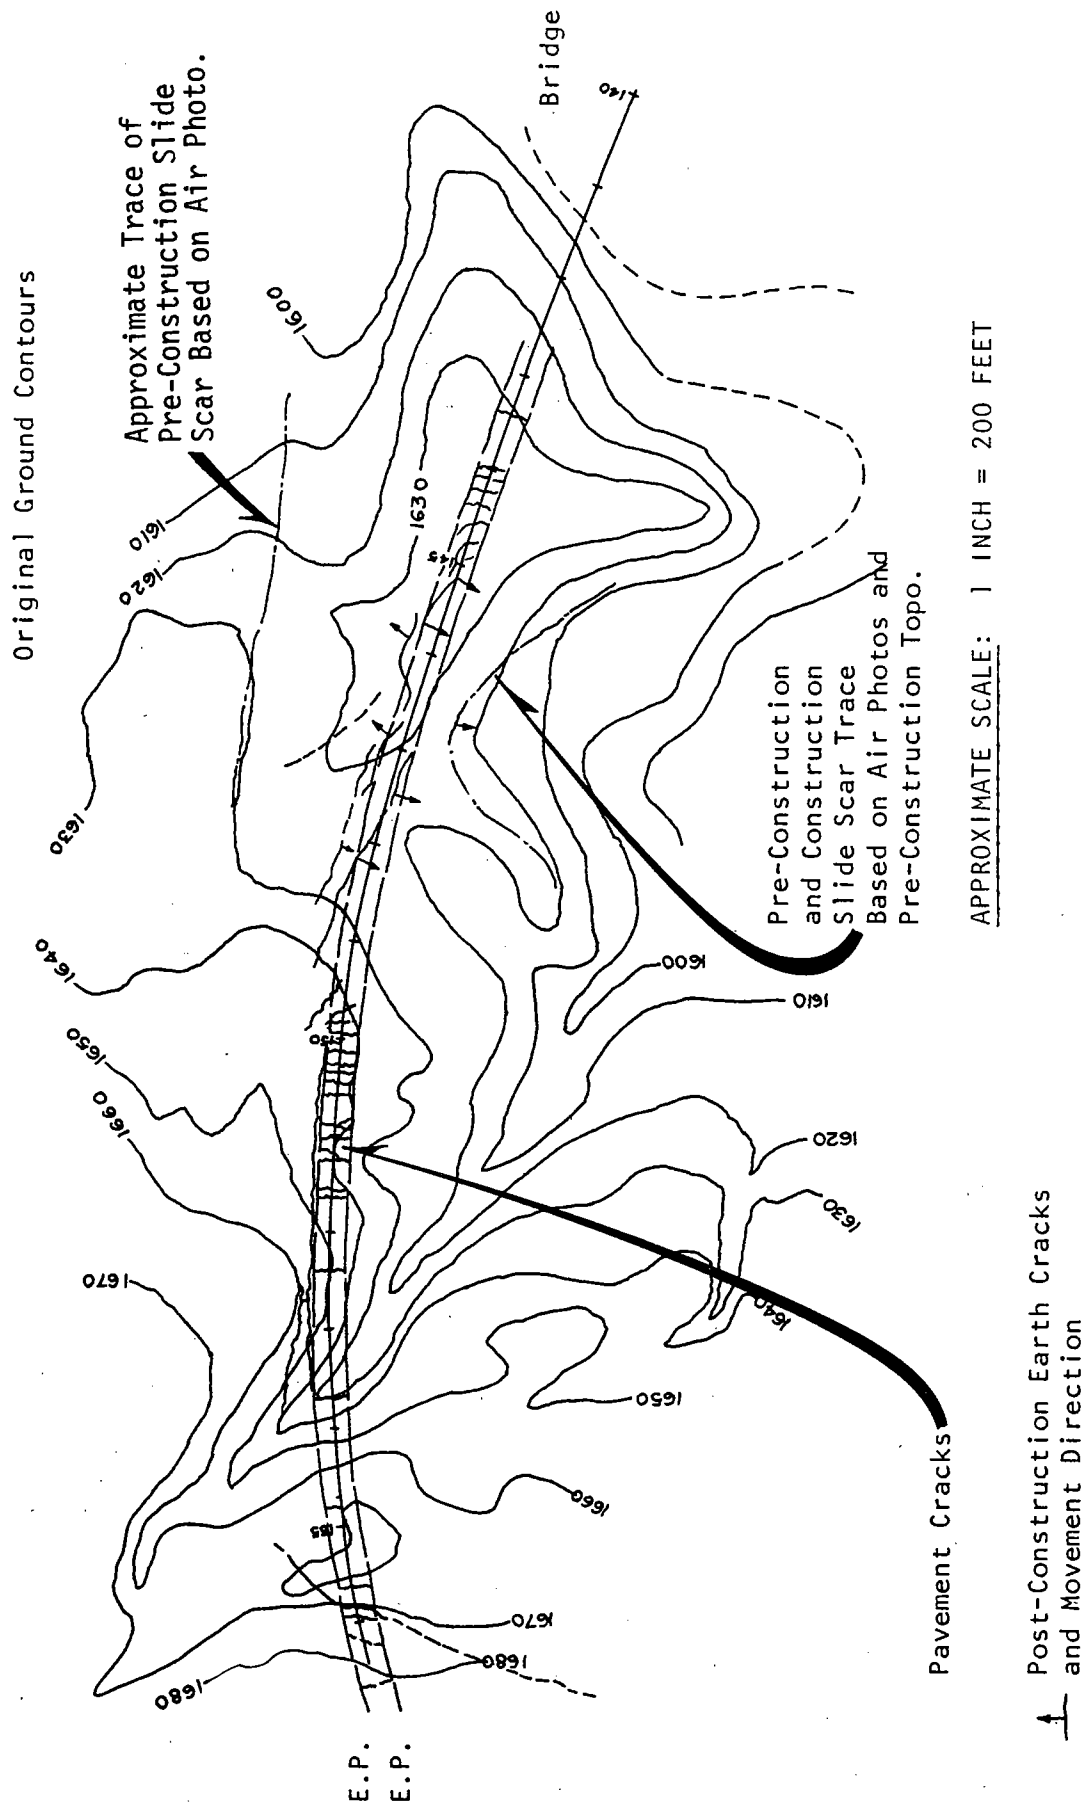 Original Ground Contours
Approximate Trace of
Pre-Construction Slide
Scar Based on Air Photo.
Bridge
140
1600
1610
1620
1630
1630
145
1640
1650
1660
1670
150
1680
155
E.P.
E.P.
Pre-Construction
and Construction
Slide Scar Trace
Based on Air Photos and
Pre-Construction Topo.
1600
1610
1620
1630
1640
1650
1660
1670
1680
APPROXIMATE SCALE: 1 INCH = 200 FEET
Pavement Cracks
Post-Construction Earth Cracks
and Movement Direction